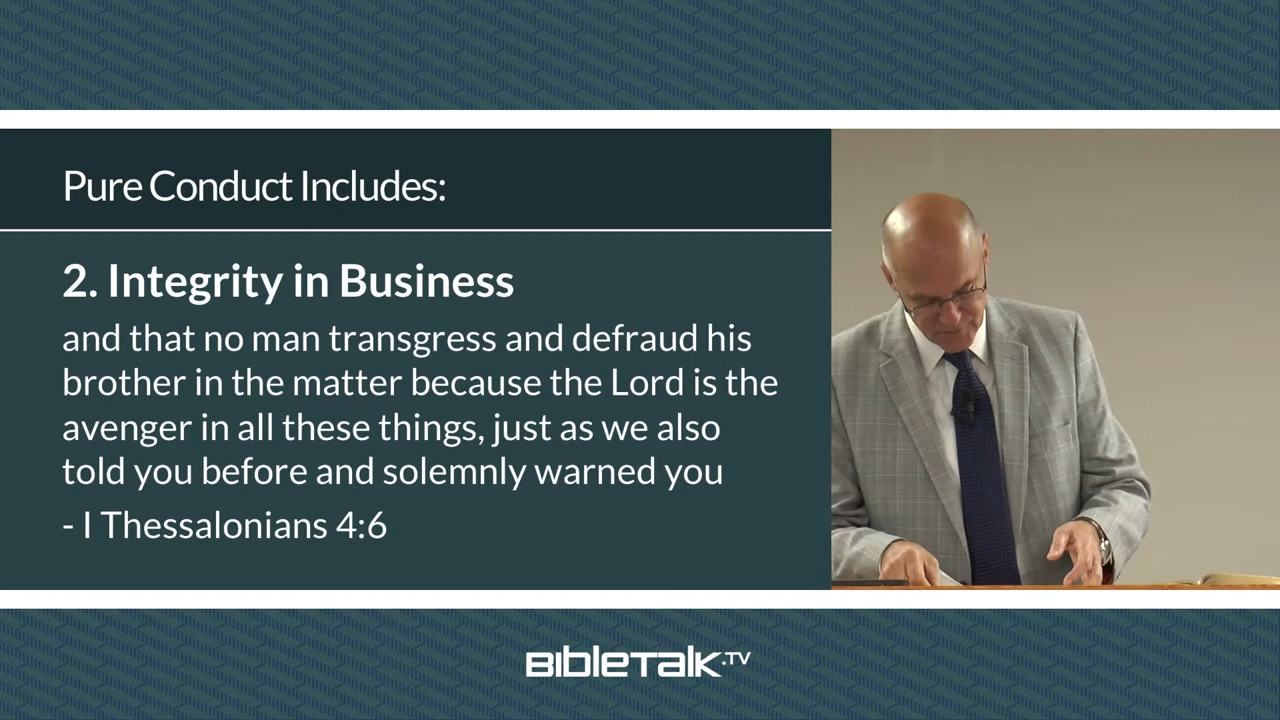 Pure Conduct Includes:
2. Integrity in Business
and that no man transgress and defraud his
brother in the matter because the Lord is the
avenger in all these things, just as we also
told you before and solemnly warned you
- I Thessalonians 4:6
BIBLETALK.TV